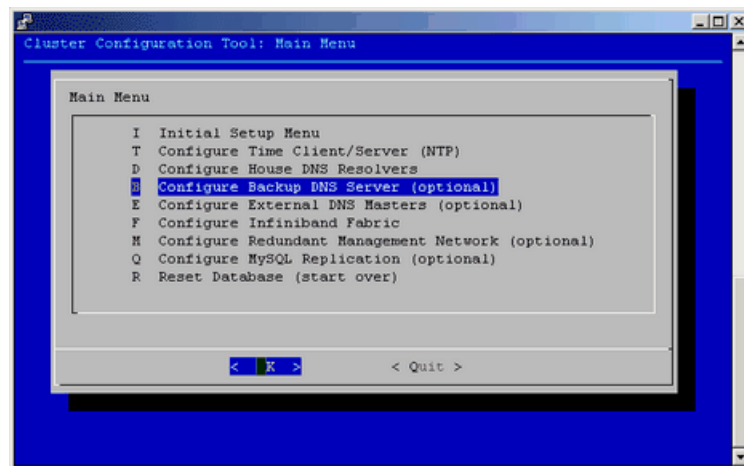 Cluster Configuration Tool: Main Menu
Main Menu
I Initial Setup Menu
T Configure Time Client/Server (NTP)
D Configure House DNS Resolvers
B Configure Backup DNS Server (optional)
E Configure External DNS Masters (optional)
F Configure Infiniband Fabric
M Configure Redundant Management Network (optional)
Q Configure MySQL Replication (optional)
R Reset Database (start over)
< K > < Quit >